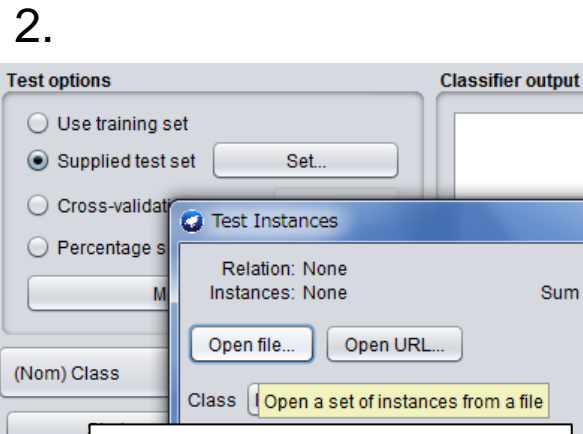 2.
Test options
Classifier output
Use training set
Supplied test set
Set...
Cross-validati
Test Instances
Percentage s
Relation: None
M
Instances: None
Sum
Open file...
Open URL...
(Nom) Class
Class
Open a set of instances from a file